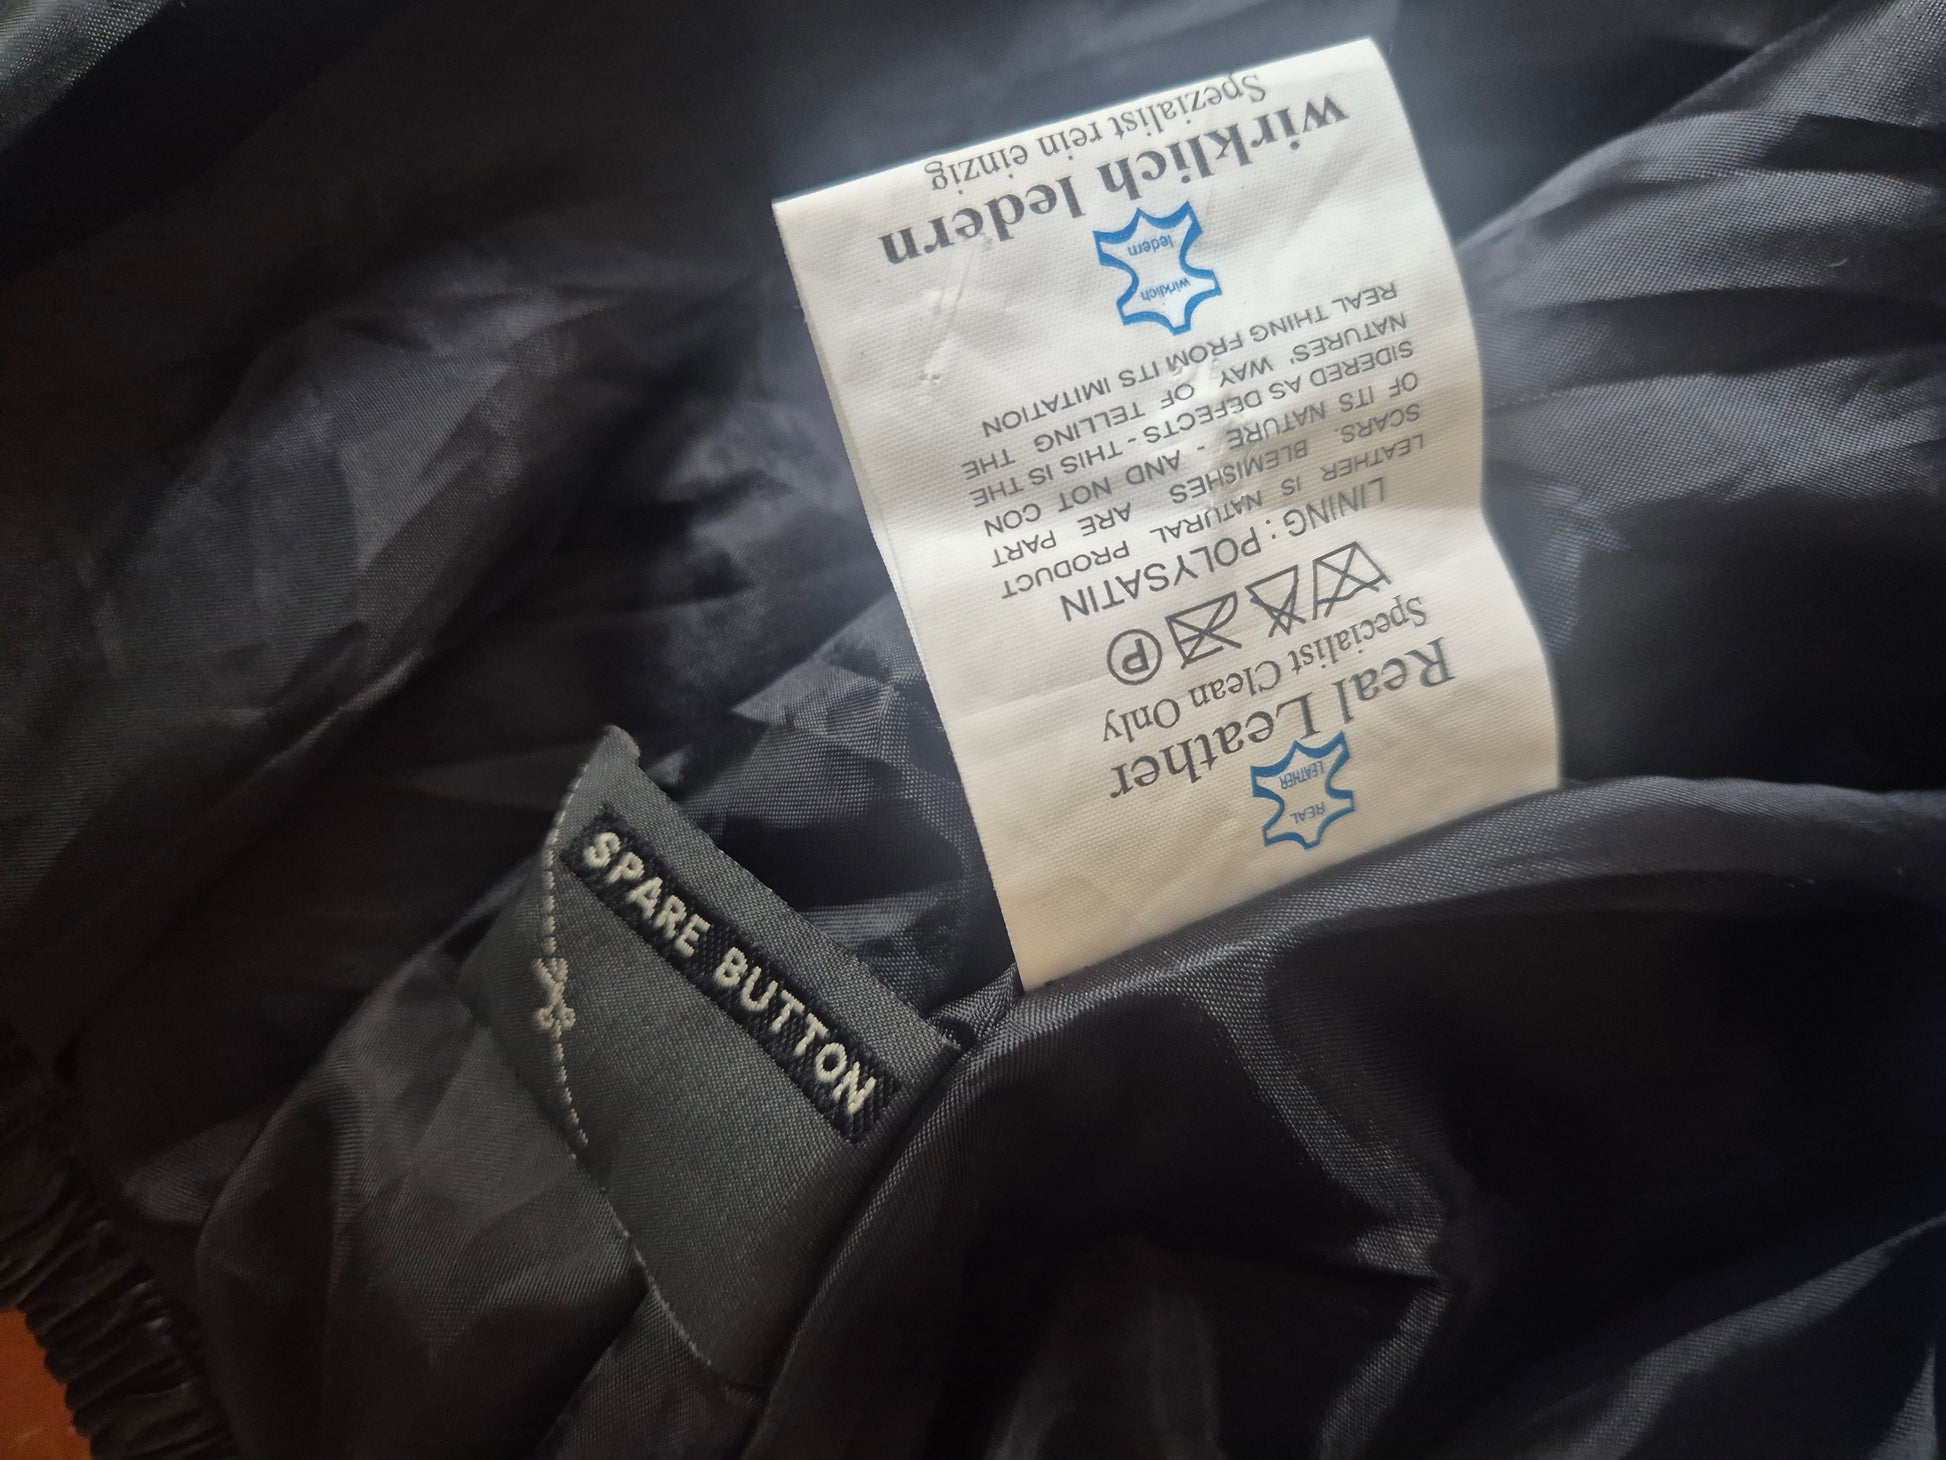 REAL
LEATHER
Real Leather
Specialist Clean Only
P
LINING : POLYSATIN
LEATHER IS NATURAL PRODUCT
SCARS. BLEMISHES ARE PART
OF ITS NATURE - AND NOT CON
SIDERED AS DEFECTS - THIS IS THE
NATURES' WAY OF TELLING THE
REAL THING FROM ITS IMITATION
wirklich
ledern
wirklich ledern
Spezialist rein einzig
SPARE BUTTON